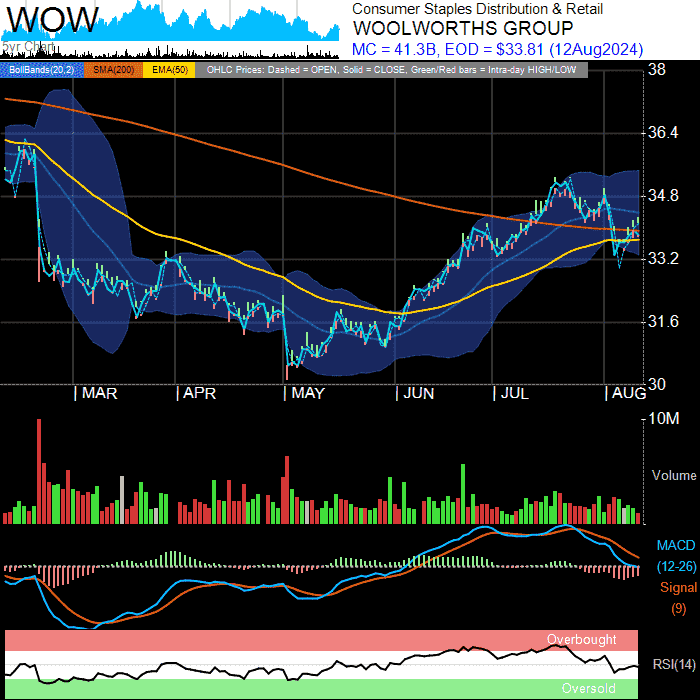 WOW
5yr Chart
Consumer Staples Distribution & Retail
WOOLWORTHS GROUP
MC = 41.3B, EOD = $33.81 (12Aug2024)
BollBands(20,2) SMA(200) EMA(50) OHLC Prices: Dashed = OPEN, Solid = CLOSE, Green/Red bars = Intra-day HIGH/LOW
38
36.4
34.8
33.2
31.6
30
MAR APR MAY JUN JUL AUG
10M
Volume
MACD
(12-26)
Signal
(9)
Overbought
RSI(14)
Oversold